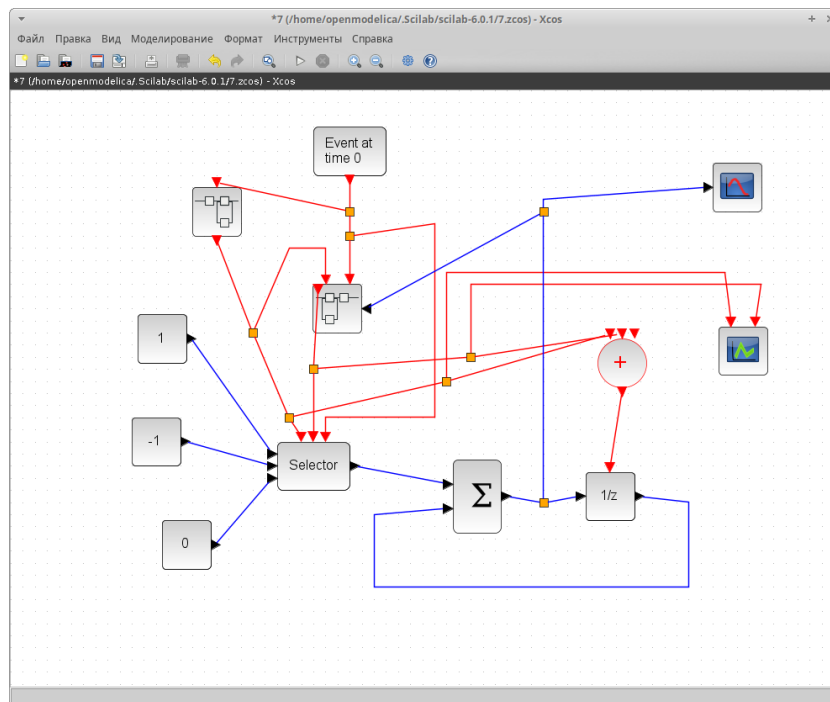 *7 (/home/openmodelica/.Scilab/scilab-6.0.1/7.zcos) - Xcos
Файл Правка Вид Моделирование Формат Инструменты Справка
*7 (/home/openmodelica/.Scilab/scilab-6.0.1/7.zcos) - Xcos
Event at
time 0
1
+
-1
Selector
Σ
1/z
0